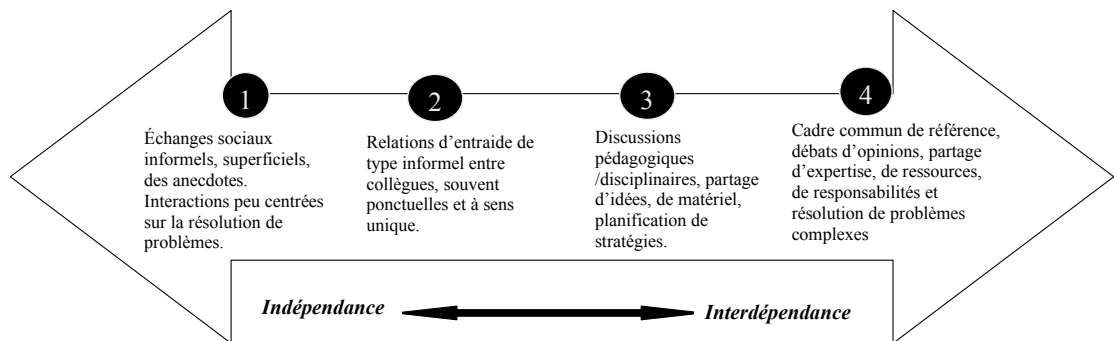 1
Échanges sociaux
informels, superficiels,
des anecdotes.
Interactions peu centrées
sur la résolution de
problèmes.
2
Relations d'entraide de
type informel entre
collègues, souvent
ponctuelles et à sens
unique.
3
Discussions
pédagogiques
/disciplinaires, partage
d'idées, de matériel,
planification de
stratégies.
4
Cadre commun de référence,
débats d'opinions, partage
d'expertise, de ressources,
de responsabilités et
résolution de problèmes
complexes
Indépendance
Interdépendance